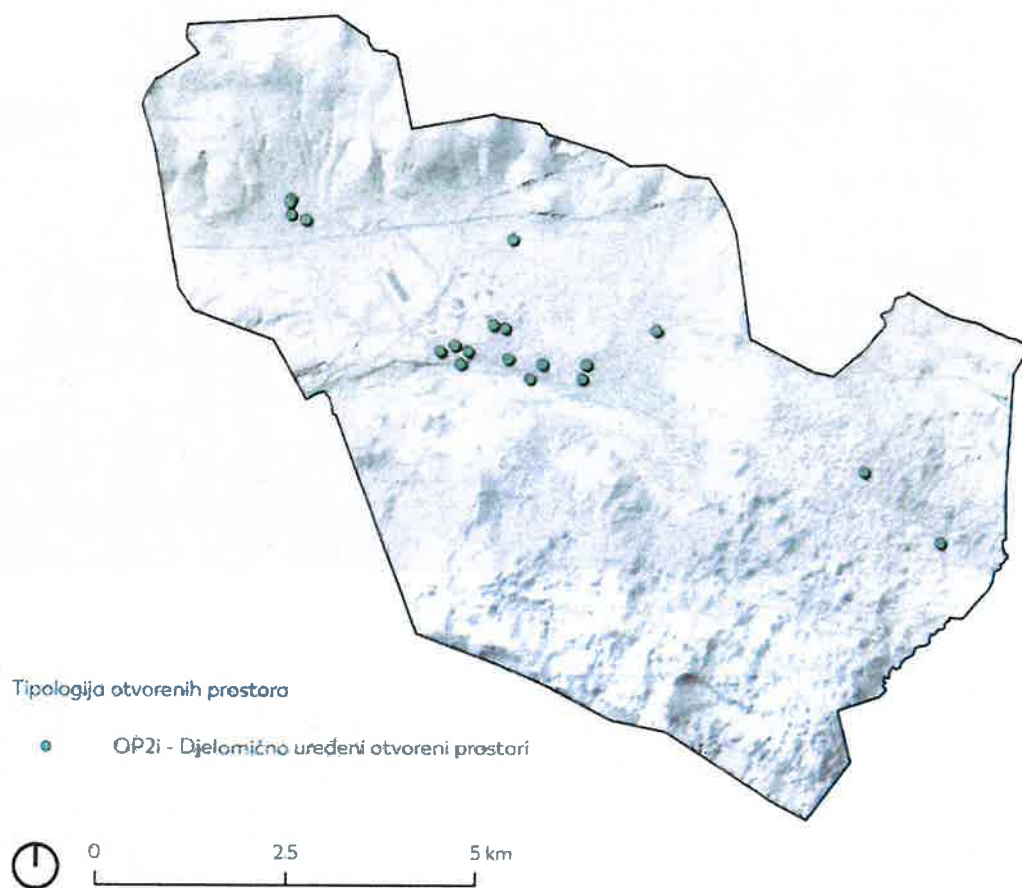 Tipologija otvorenih prostora
OP2i - Djelomično uređeni otvoreni prostori
0 2.5 5 km